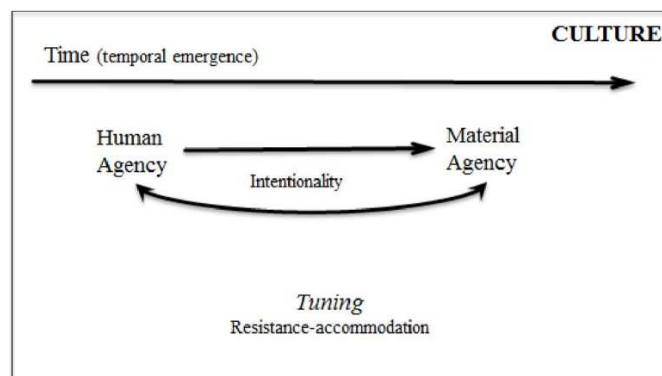 CULTURE
Time (temporal emergence)
Human
Agency
Material
Agency
Intentionality
Tuning
Resistance-accommodation